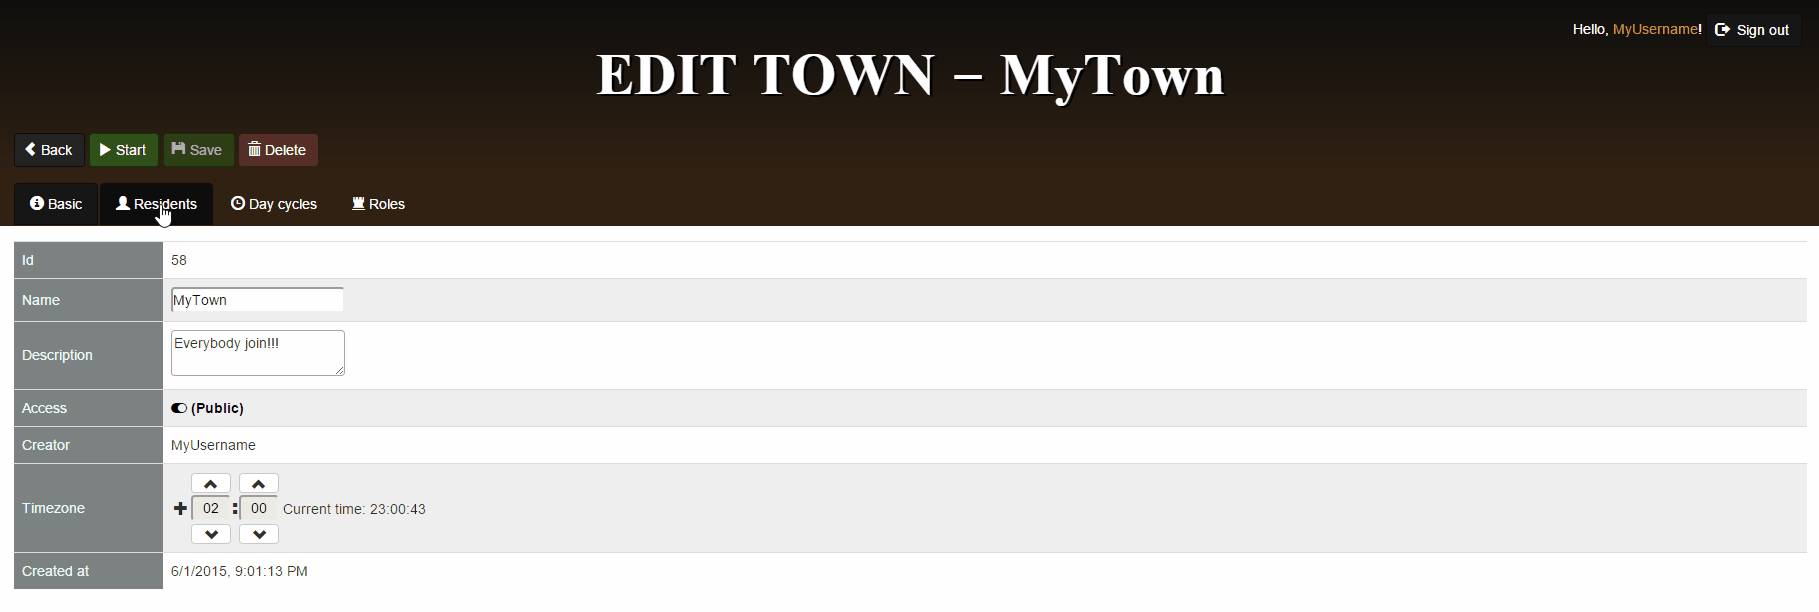 Hello, MyUsername! Sign out
EDIT TOWN – MyTown
Back Start Save Delete
Basic Residents Day cycles Roles
Id 58
Name MyTown
Description Everybody join!!!
Access (Public)
Creator MyUsername
Timezone + 02 : 00 Current time: 23:00:43
Created at 6/1/2015, 9:01:13 PM